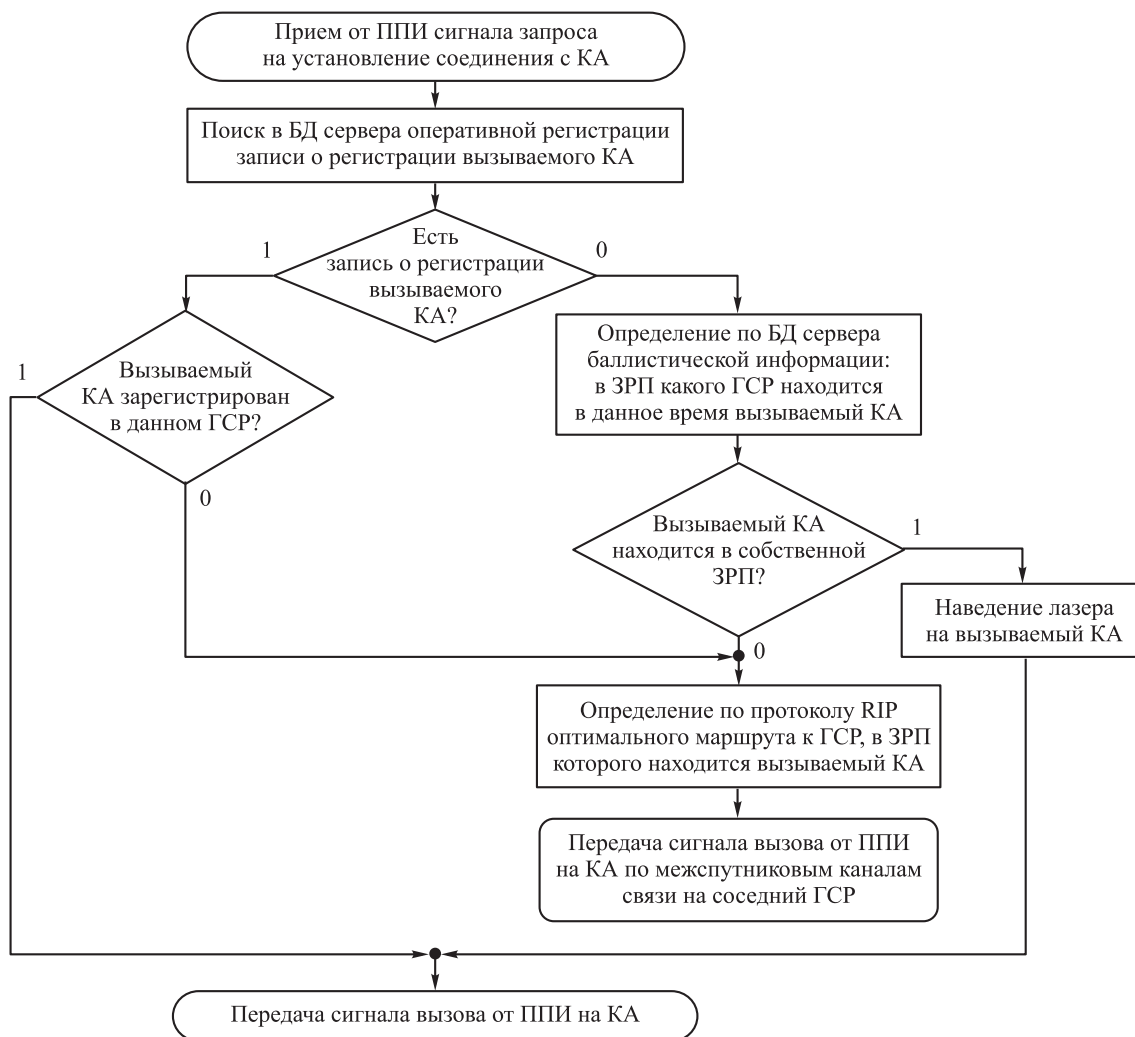 Прием от ППИ сигнала запроса
на установление соединения с КА
Поиск в БД сервера оперативной регистрации
записи о регистрации вызываемого КА
Есть
запись о регистрации
вызываемого
КА?
1
0
Вызываемый
КА зарегистрирован
в данном ГСР?
1
0
Определение по БД сервера
баллистической информации:
в ЗРП какого ГСР находится
в данное время вызываемый КА
Вызываемый КА
находится в собственной
ЗРП?
1
0
Наведение лазера
на вызываемый КА
Определение по протоколу RIP
оптимального маршрута к ГСР, в ЗРП
которого находится вызываемый КА
Передача сигнала вызова от ППИ
на КА по межспутниковым каналам
связи на соседний ГСР
Передача сигнала вызова от ППИ на КА